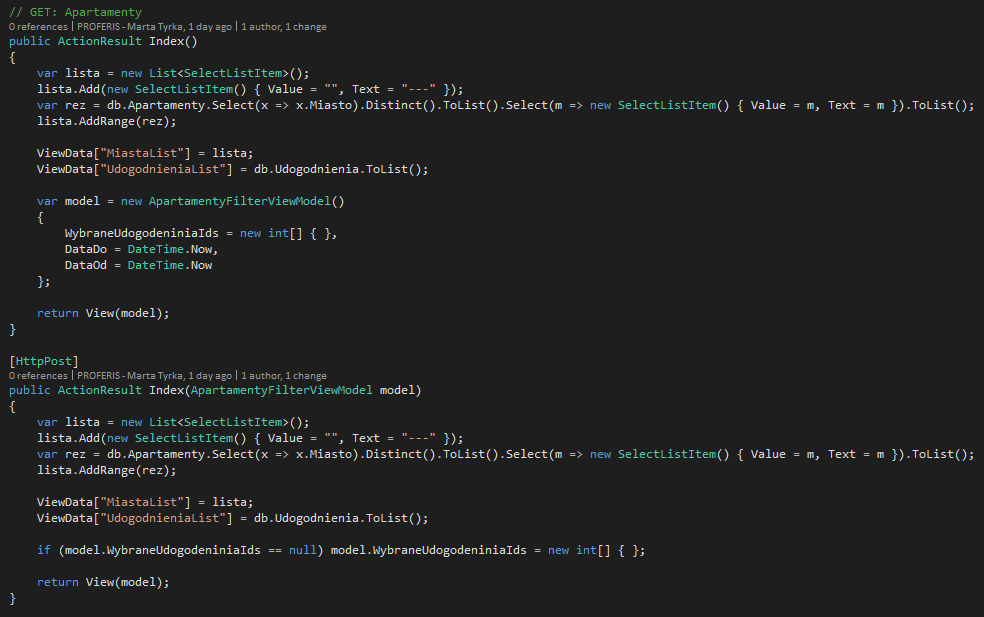 // GET: Apartamenty
0 references | PROFERIS - Marta Tyrka, 1 day ago | 1 author, 1 change
public ActionResult Index()
{
    var lista = new List<SelectListItem>();
    lista.Add(new SelectListItem() { Value = "", Text = "---" });
    var rez = db.Apartamenty.Select(x => x.Miasto).Distinct().ToList().Select(m => new SelectListItem() { Value = m, Text = m }).ToList();
    lista.AddRange(rez);

    ViewData["MiastaList"] = lista;
    ViewData["UdogodnieniaList"] = db.Udogodnienia.ToList();

    var model = new ApartamentyFilterViewModel()
    {
        WybraneUdogodeniniaIds = new int[] { },
        DataDo = DateTime.Now,
        DataOd = DateTime.Now
    };

    return View(model);
}

[HttpPost]
0 references | PROFERIS - Marta Tyrka, 1 day ago | 1 author, 1 change
public ActionResult Index(ApartamentyFilterViewModel model)
{
    var lista = new List<SelectListItem>();
    lista.Add(new SelectListItem() { Value = "", Text = "---" });
    var rez = db.Apartamenty.Select(x => x.Miasto).Distinct().ToList().Select(m => new SelectListItem() { Value = m, Text = m }).ToList();
    lista.AddRange(rez);

    ViewData["MiastaList"] = lista;
    ViewData["UdogodnieniaList"] = db.Udogodnienia.ToList();

    if (model.WybraneUdogodeniniaIds == null) model.WybraneUdogodeniniaIds = new int[] { };

    return View(model);
}